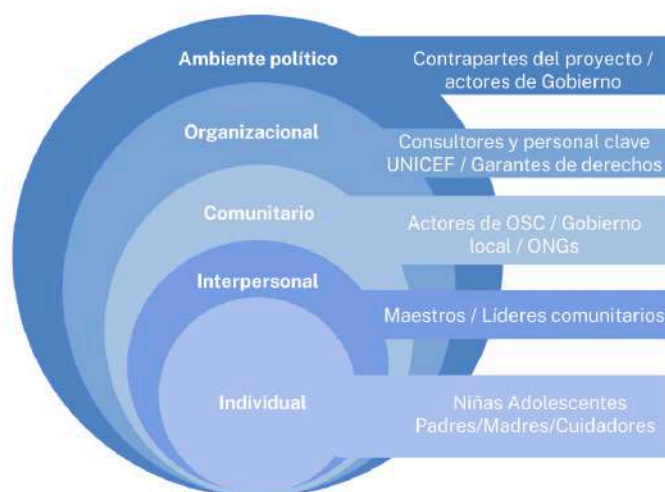 Ambiente político
Contrapartes del proyecto /
actores de Gobierno
Organizacional
Consultores y personal clave
UNICEF / Garantes de derechos
Comunitario
Actores de OSC / Gobierno
local / ONGs
Interpersonal
Maestros / Líderes comunitarios
Individual
Niñas Adolescentes
Padres/Madres/Cuidadores